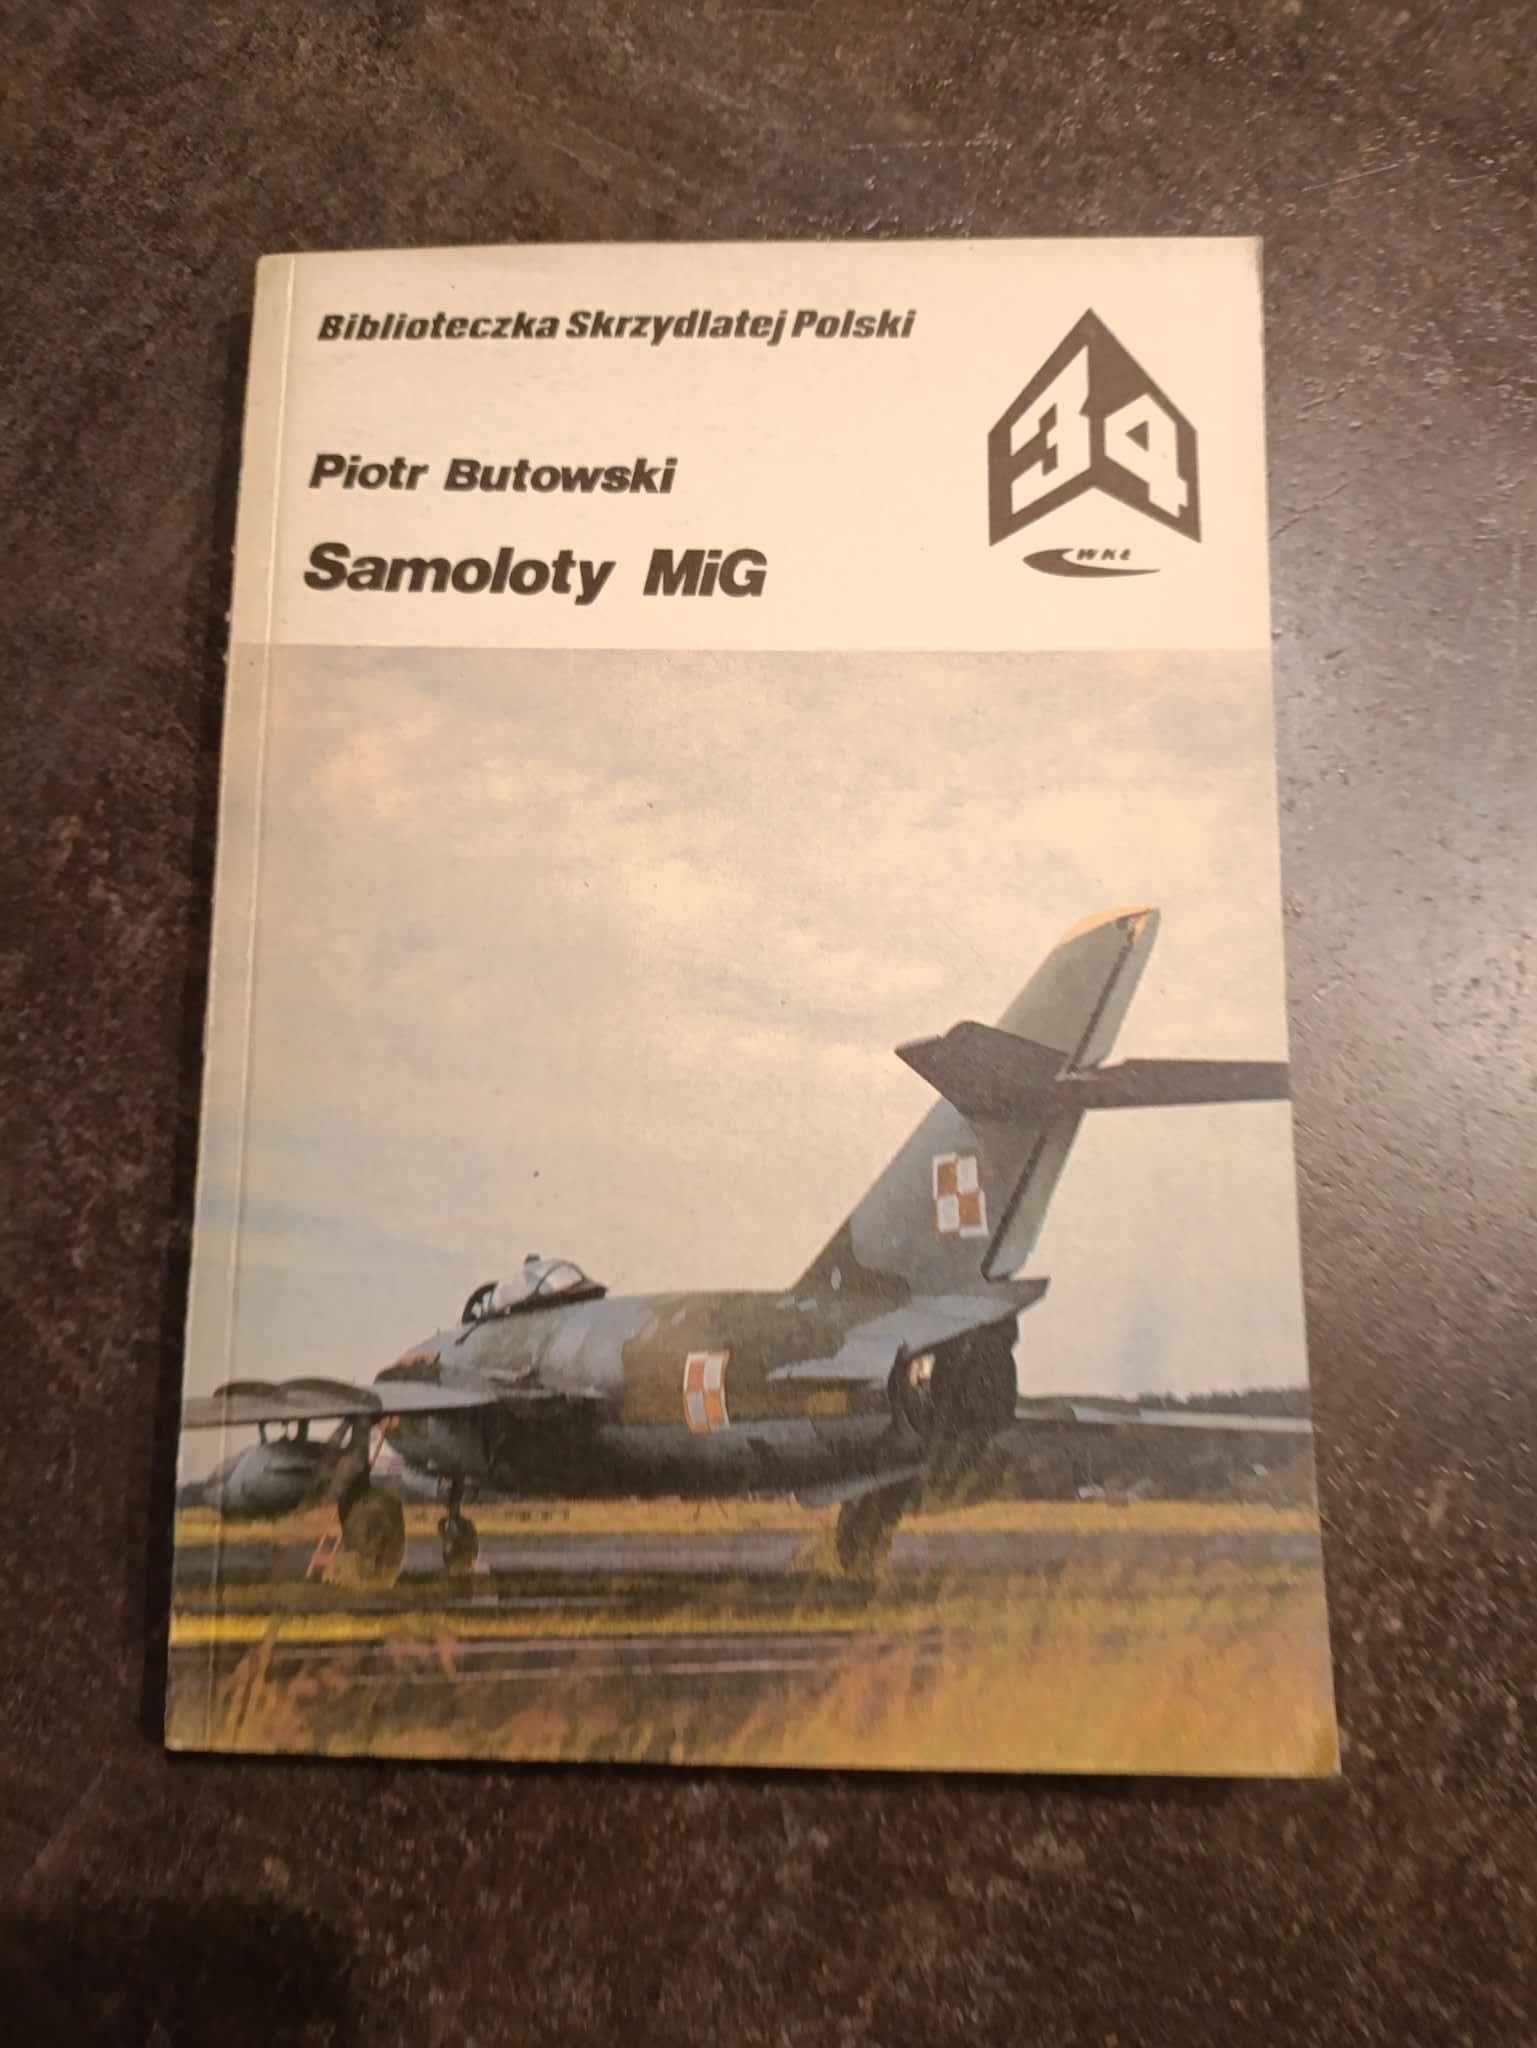 Biblioteczka Skrzydlatej Polski
34
WKŁ
Piotr Butowski
Samoloty MiG